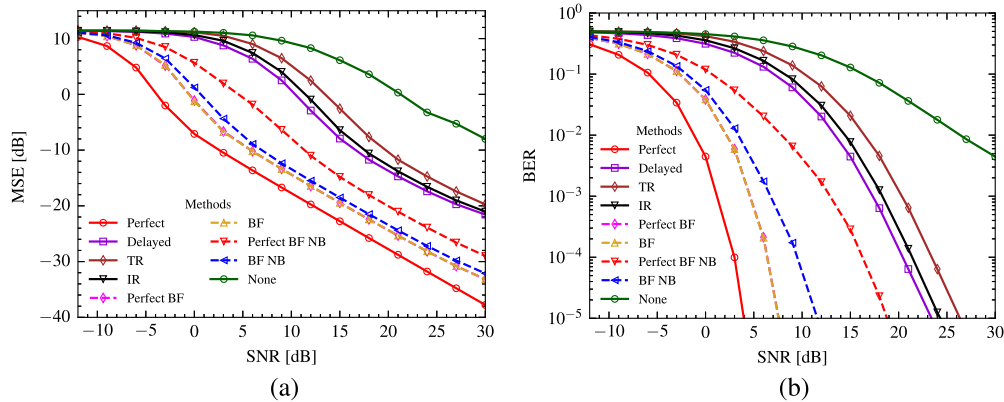 10
0
−10
−20
−30
−40
MSE [dB]
−10
−5
0
5
10
15
20
25
30
SNR [dB]
Methods
Perfect
Delayed
TR
IR
Perfect BF
BF
Perfect BF NB
BF NB
None
(a)
10^0
10^−1
10^−2
10^−3
10^−4
10^−5
BER
−10
−5
0
5
10
15
20
25
30
SNR [dB]
Methods
Perfect
Delayed
TR
IR
Perfect BF
BF
Perfect BF NB
BF NB
None
(b)